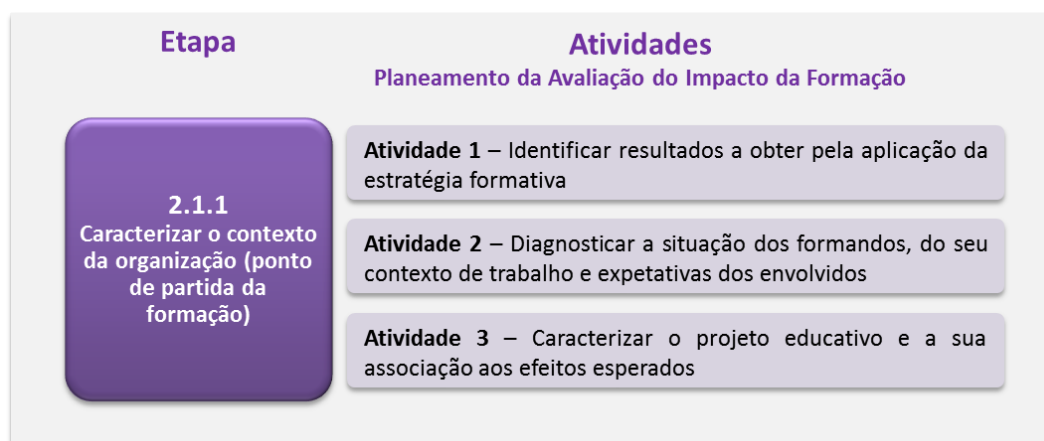 Etapa
Atividades
Planeamento da Avaliação do Impacto da Formação
2.1.1
Caracterizar o contexto
da organização (ponto
de partida da
formação)
Atividade 1 – Identificar resultados a obter pela aplicação da
estratégia formativa
Atividade 2 – Diagnosticar a situação dos formandos, do seu
contexto de trabalho e expetativas dos envolvidos
Atividade 3 – Caracterizar o projeto educativo e a sua
associação aos efeitos esperados